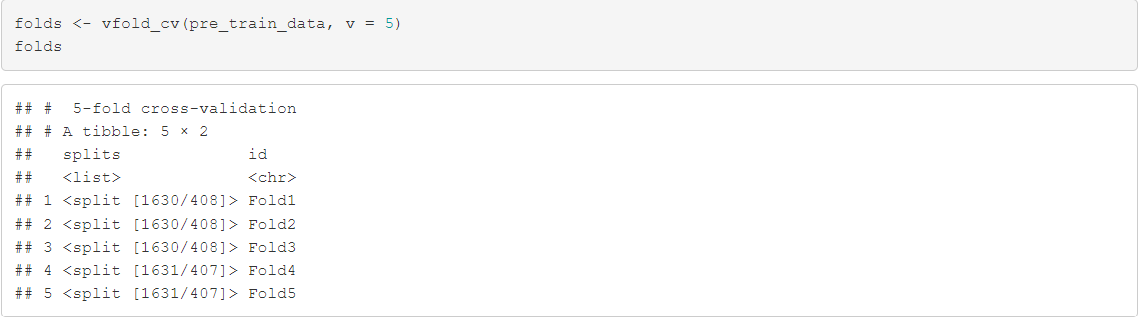 folds <- vfold_cv(pre_train_data, v = 5)
folds
## #  5-fold cross-validation
## # A tibble: 5 × 2
##   splits             id
##   <list>             <chr>
## 1 <split [1630/408]> Fold1
## 2 <split [1630/408]> Fold2
## 3 <split [1630/408]> Fold3
## 4 <split [1631/407]> Fold4
## 5 <split [1631/407]> Fold5